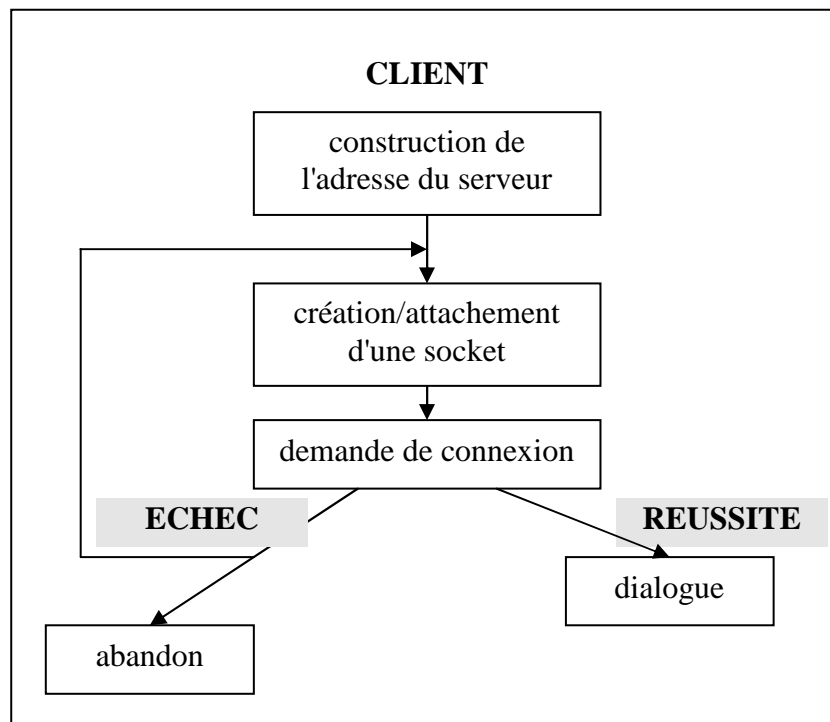 CLIENT
construction de
l'adresse du serveur
création/attachement
d'une socket
demande de connexion
ECHEC
REUSSITE
dialogue
abandon